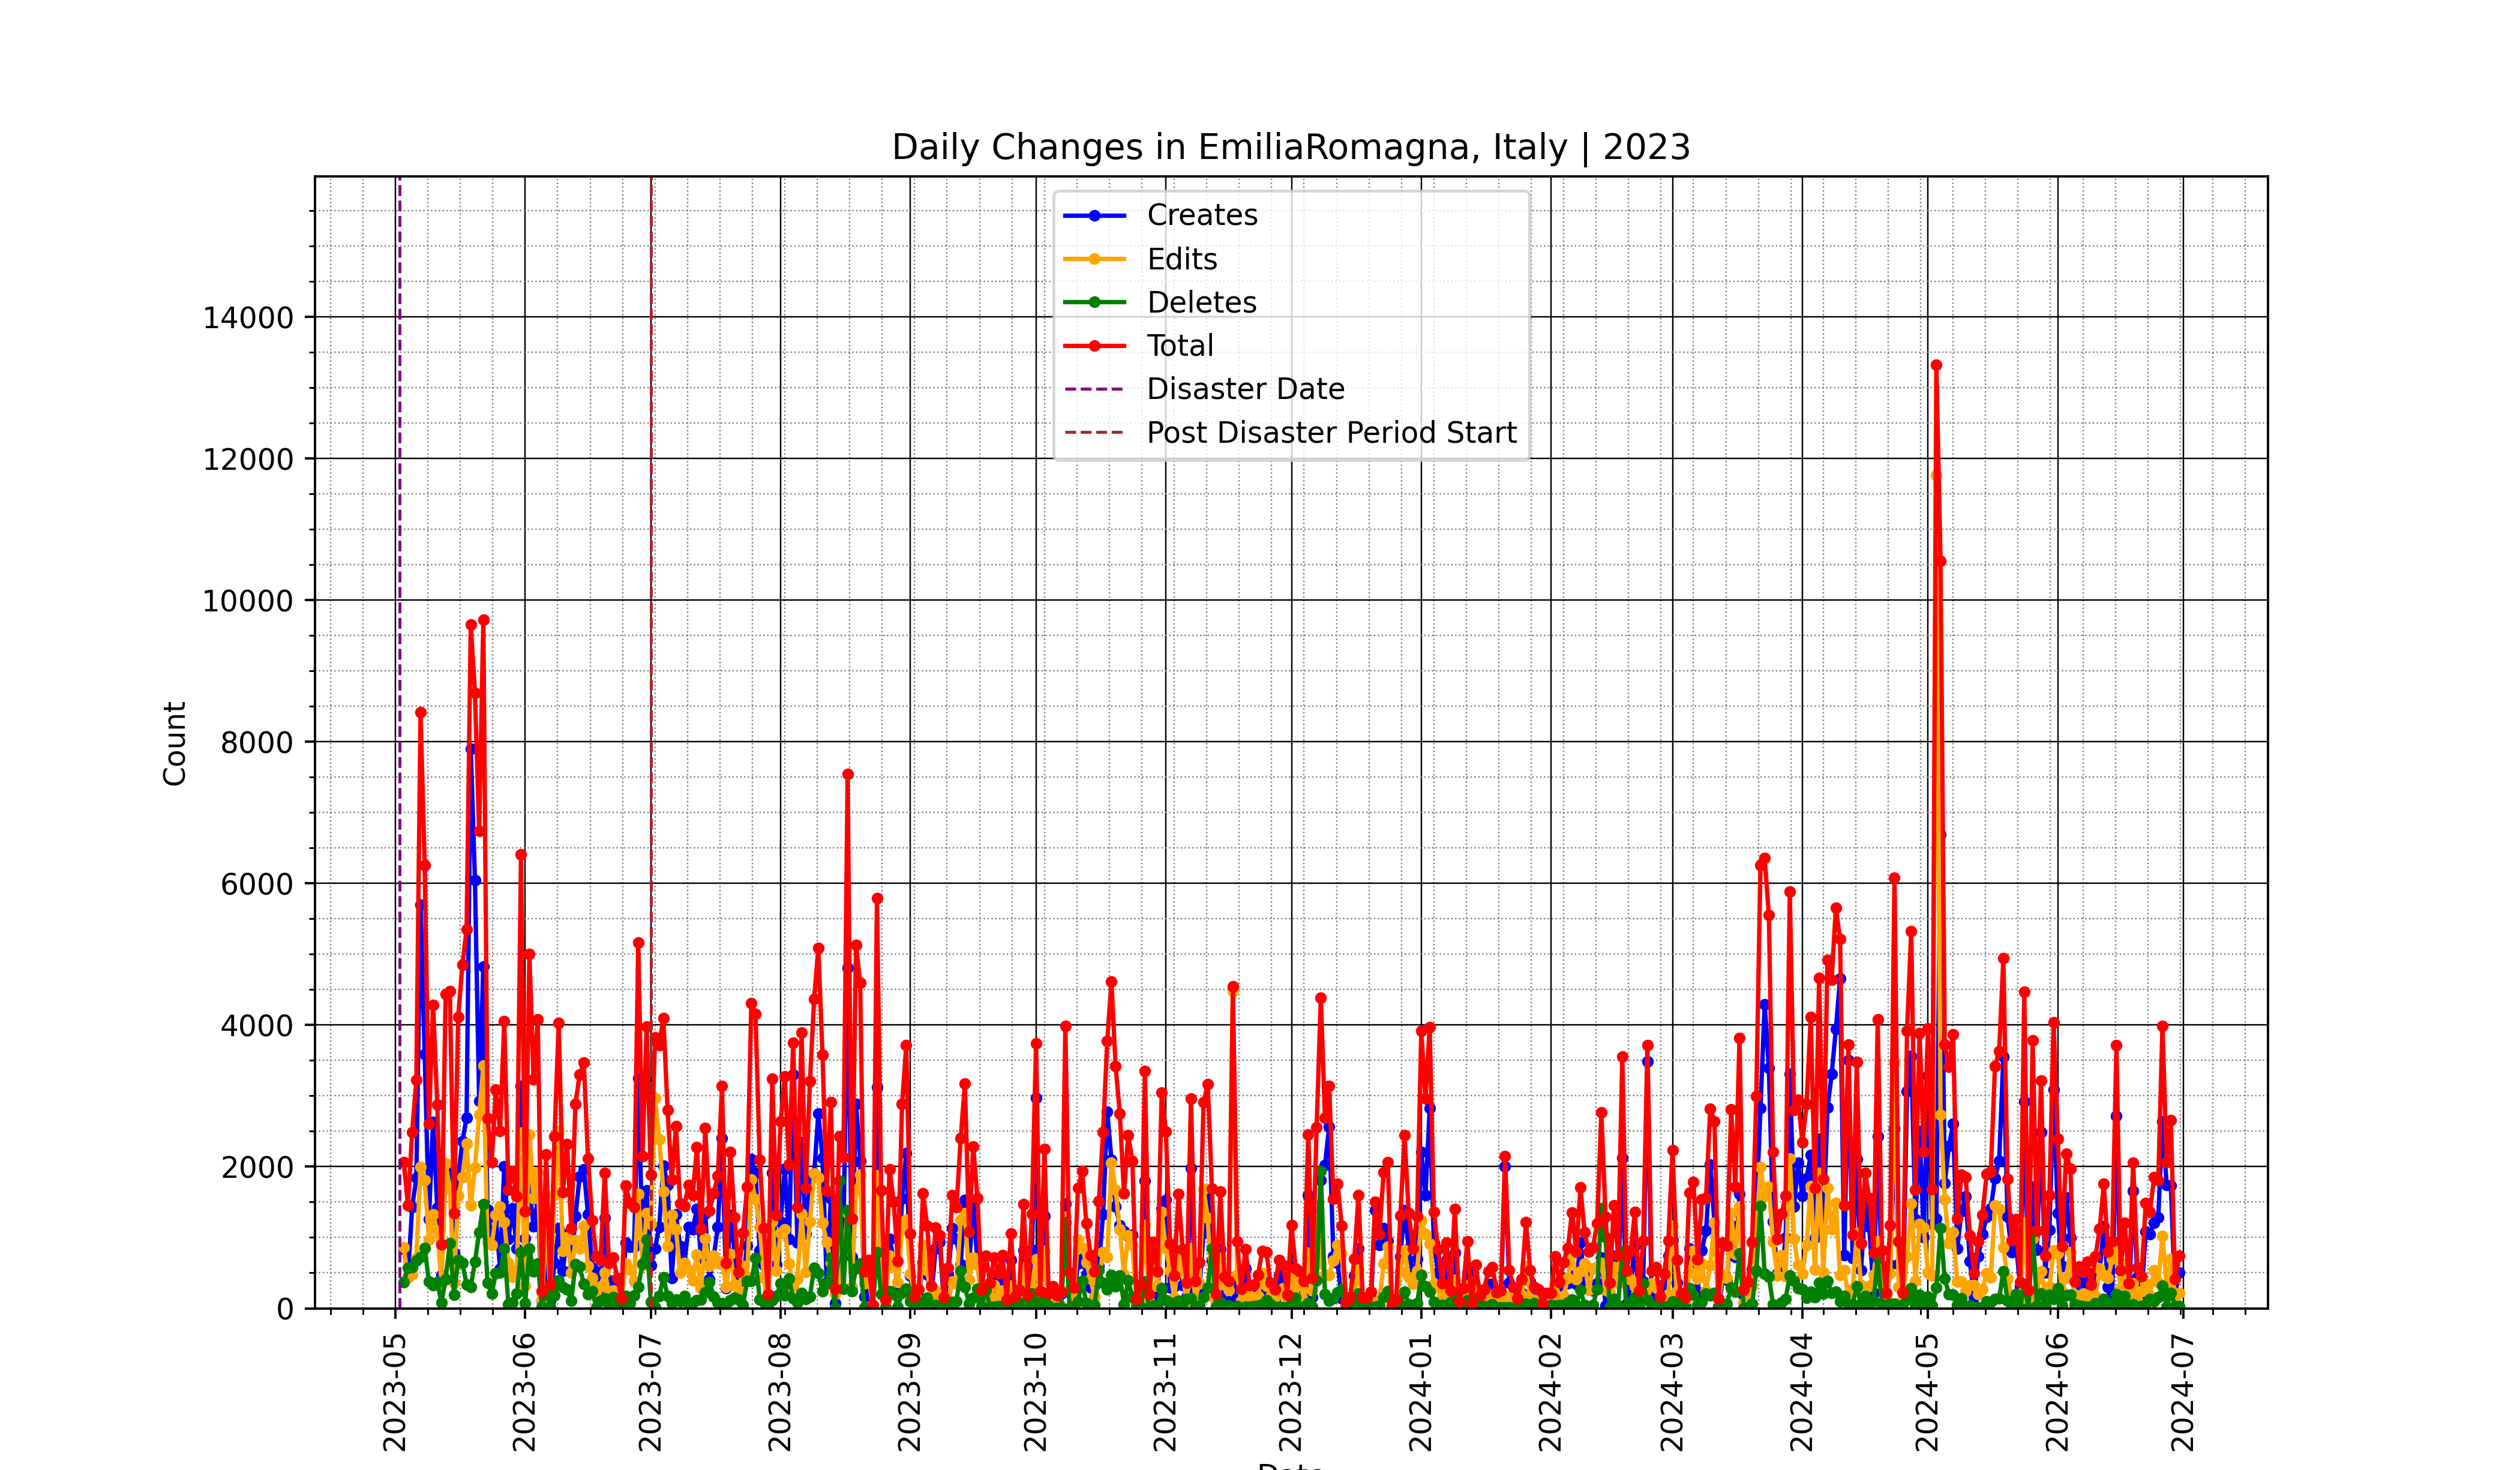 Daily Changes in EmiliaRomagna, Italy | 2023
Creates
Edits
Deletes
Total
Disaster Date
Post Disaster Period Start
Count
14000
12000
10000
8000
6000
4000
2000
0
2023-05
2023-06
2023-07
2023-08
2023-09
2023-10
2023-11
2023-12
2024-01
2024-02
2024-03
2024-04
2024-05
2024-06
2024-07
Date